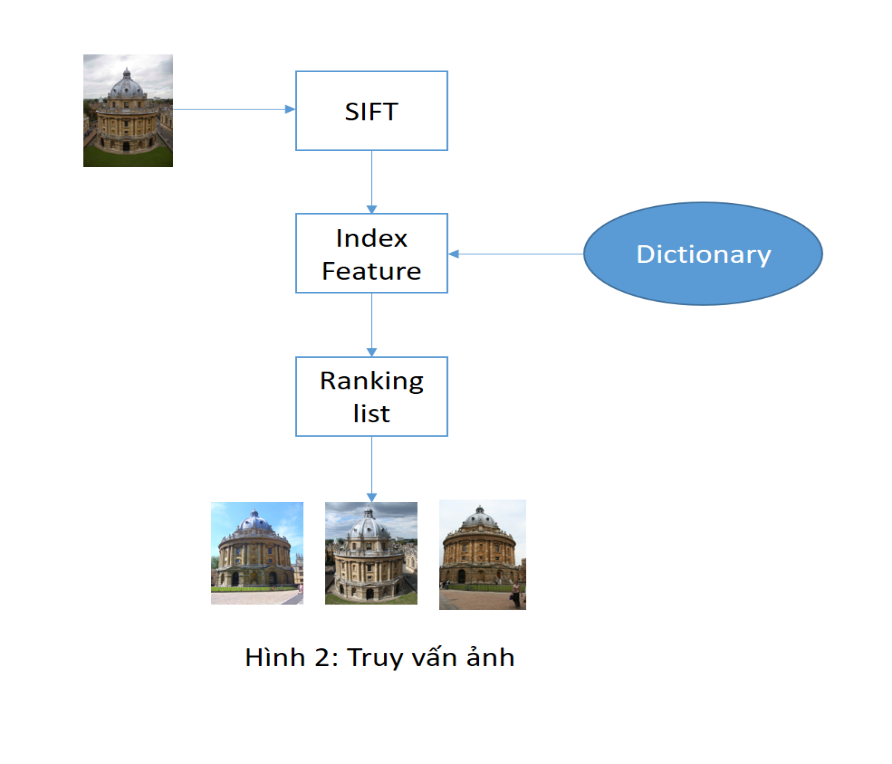 SIFT
Index
Feature
Dictionary
Ranking
list
Hình 2: Truy vấn ảnh